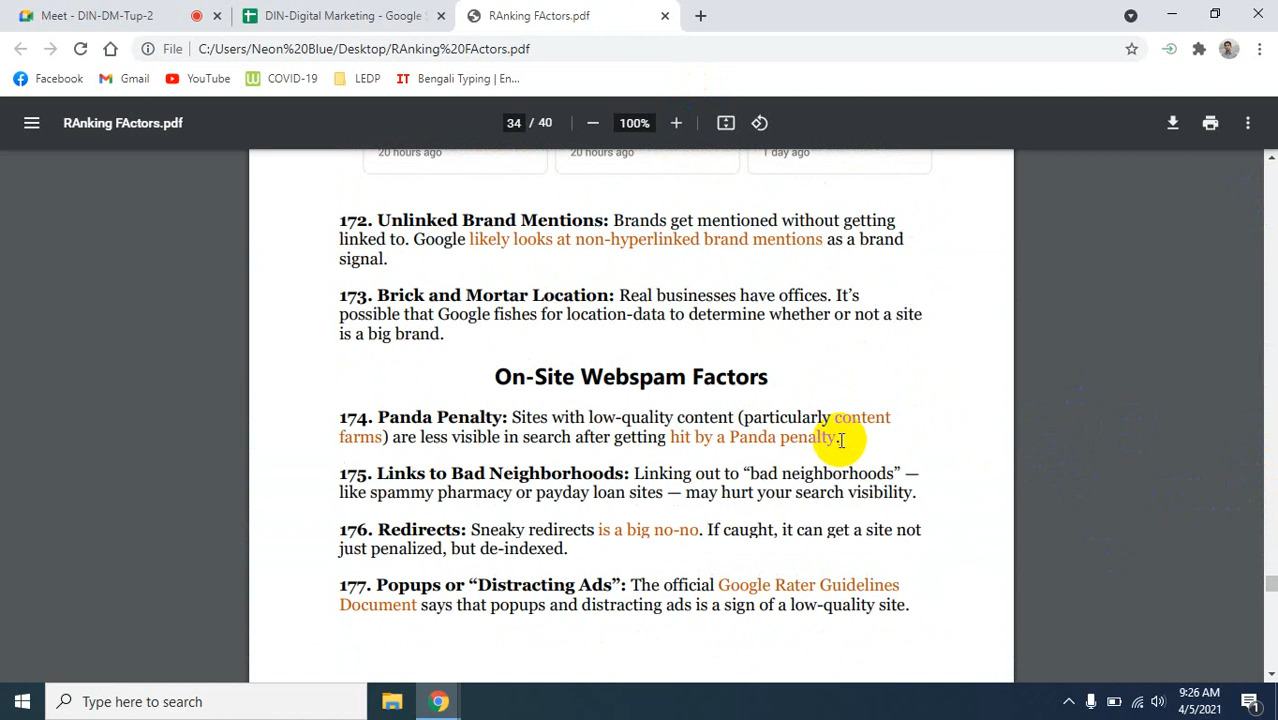 Meet - DIN-DM-Tup-2
DIN-Digital Marketing - Google S
RAnking FActors.pdf
File
C:/Users/Neon%20Blue/Desktop/RAnking%20FActors.pdf
Facebook
Gmail
YouTube
COVID-19
LEDP
IT Bengali Typing | En...
RAnking FActors.pdf
34 / 40
100%
20 hours ago
20 hours ago
1 day ago
172. Unlinked Brand Mentions: Brands get mentioned without getting
linked to. Google likely looks at non-hyperlinked brand mentions as a brand
signal.
173. Brick and Mortar Location: Real businesses have offices. It's
possible that Google fishes for location-data to determine whether or not a site
is a big brand.
On-Site Webspam Factors
174. Panda Penalty: Sites with low-quality content (particularly content
farms) are less visible in search after getting hit by a Panda penalty.
175. Links to Bad Neighborhoods: Linking out to “bad neighborhoods” —
like spammy pharmacy or payday loan sites — may hurt your search visibility.
176. Redirects: Sneaky redirects is a big no-no. If caught, it can get a site not
just penalized, but de-indexed.
177. Popups or “Distracting Ads”: The official Google Rater Guidelines
Document says that popups and distracting ads is a sign of a low-quality site.
Type here to search
9:26 AM
4/5/2021